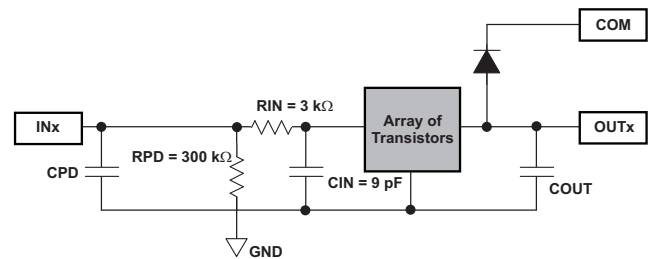 COM
RIN = 3 kΩ
INx
Array of
Transistors
OUTx
RPD = 300 kΩ
CPD
CIN = 9 pF
COUT
GND